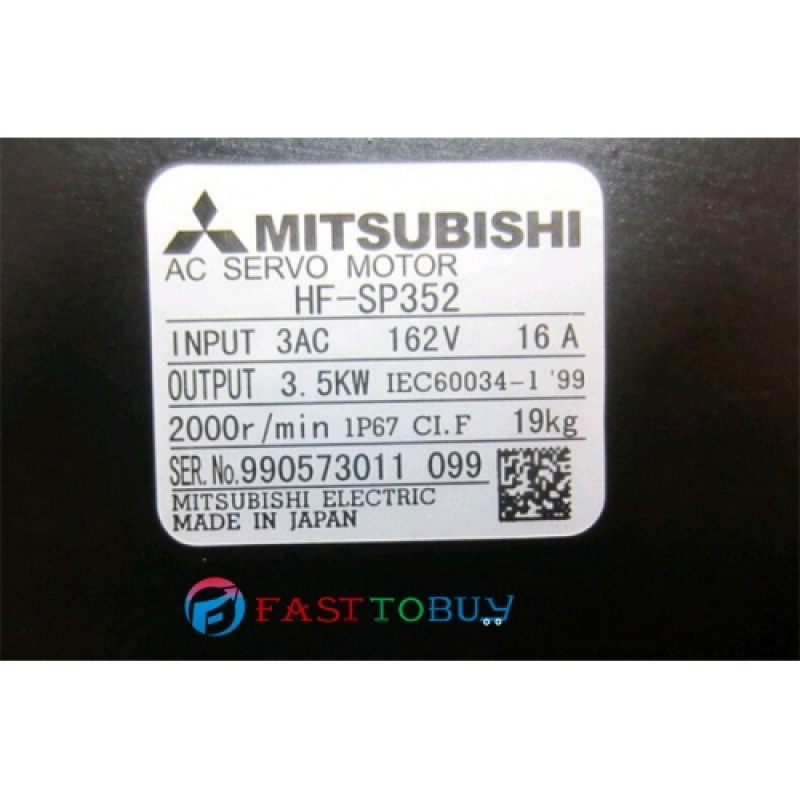 MITSUBISHI
AC SERVO MOTOR
HF-SP352
INPUT 3AC 162V 16A
OUTPUT 3.5KW IEC60034-1 '99
2000r/min IP67 CI.F 19kg
SER.No.990573011 099
MITSUBISHI ELECTRIC
MADE IN JAPAN
FASTTOBUY